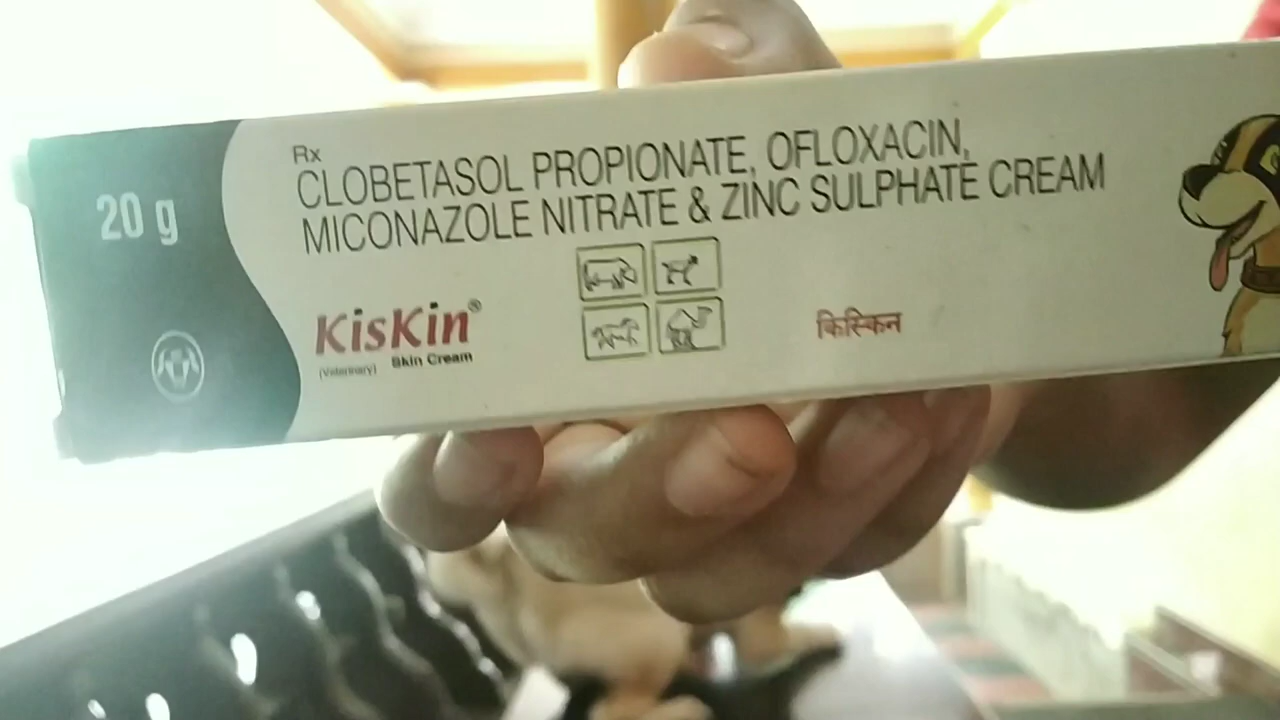 20 g
Rx
CLOBETASOL PROPIONATE, OFLOXACIN,
MICONAZOLE NITRATE & ZINC SULPHATE CREAM
KisKin®
(Veterinary) Skin Cream
किस्किन